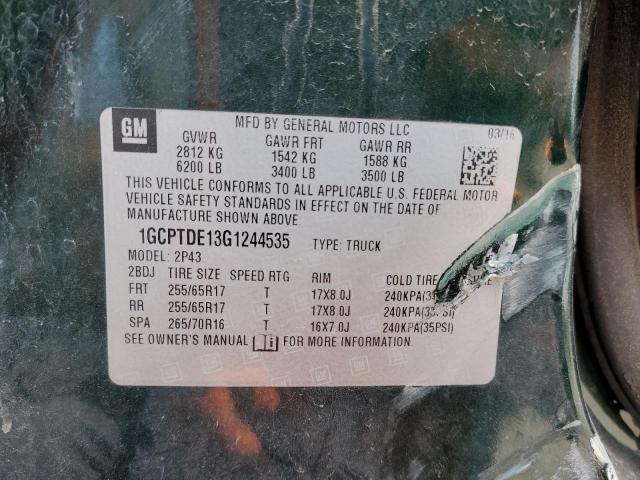 GM
MFD BY GENERAL MOTORS LLC 03/16
GVWR GAWR FRT GAWR RR
2812 KG 1542 KG 1588 KG
6200 LB 3400 LB 3500 LB
THIS VEHICLE CONFORMS TO ALL APPLICABLE U.S. FEDERAL MOTOR
VEHICLE SAFETY STANDARDS IN EFFECT ON THE DATE OF
MANUFACTURE SHOWN ABOVE.
1GCPTDE13G1244535 TYPE: TRUCK
MODEL: 2P43
2BDJ TIRE SIZE SPEED RTG RIM COLD TIRE
FRT 255/65R17 T 17X8.0J 240KPA(35
RR 255/65R17 T 17X8.0J 240KPA(35PSI)
SPA 265/70R16 T 16X7.0J 240KPA(35PSI)
SEE OWNER'S MANUAL FOR MORE INFORMATION.